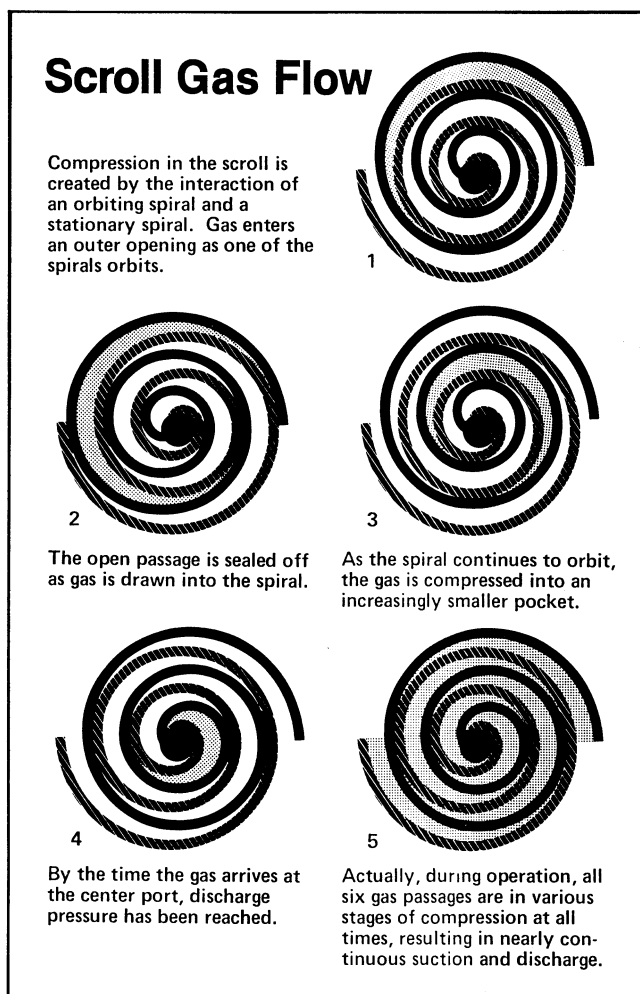 Scroll Gas Flow
Compression in the scroll is
created by the interaction of
an orbiting spiral and a
stationary spiral. Gas enters
an outer opening as one of the
spirals orbits.
1
2
The open passage is sealed off
as gas is drawn into the spiral.
3
As the spiral continues to orbit,
the gas is compressed into an
increasingly smaller pocket.
4
By the time the gas arrives at
the center port, discharge
pressure has been reached.
5
Actually, during operation, all
six gas passages are in various
stages of compression at all
times, resulting in nearly con-
tinuous suction and discharge.